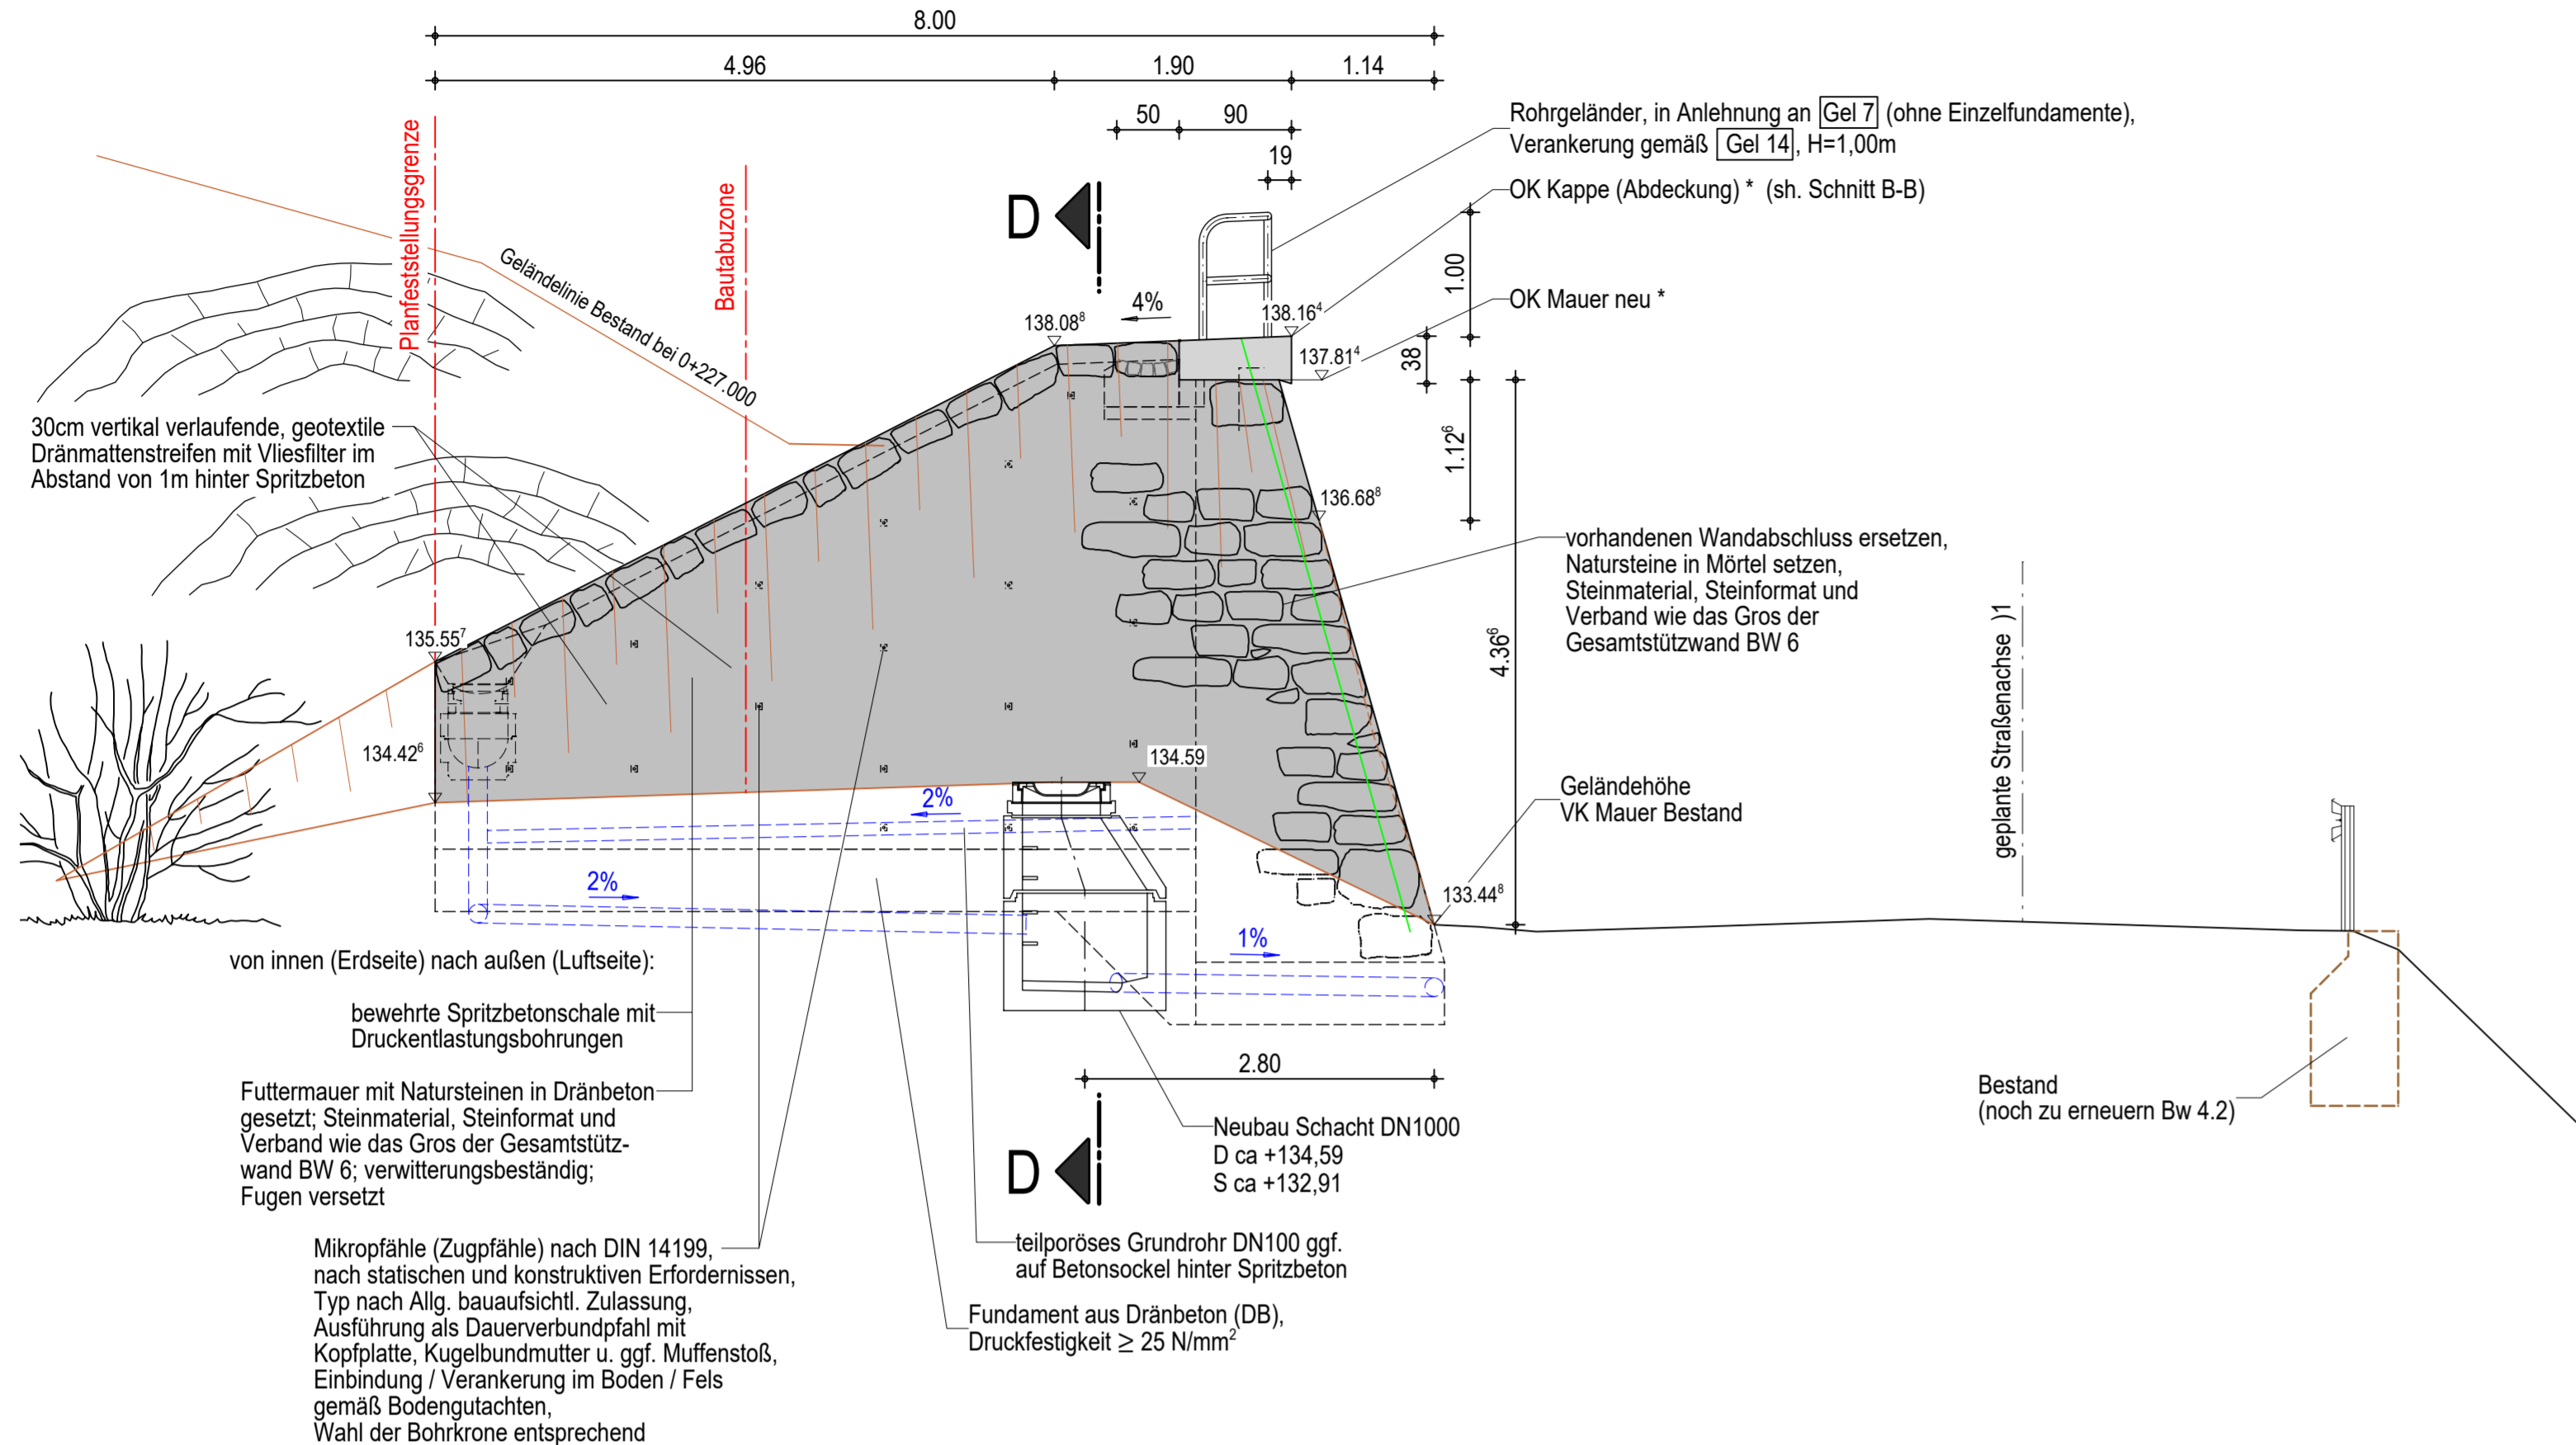 8.00
4.96
1.90
1.14
50
90
19
Rohrgeländer, in Anlehnung an Gel 7 (ohne Einzelfundamente),
Verankerung gemäß Gel 14, H=1,00m
OK Kappe (Abdeckung) * (sh. Schnitt B-B)
OK Mauer neu *
Planfeststellungsgrenze
Bautabuzone
Geländelinie Bestand bei 0+227.000
D
4%
138.08⁸
138.16⁴
137.81⁴
1.00
38
1.12⁶
4.36⁶
136.68⁸
30cm vertikal verlaufende, geotextile
Dränmattenstreifen mit Vliesfilter im
Abstand von 1m hinter Spritzbeton
vorhandenen Wandabschluss ersetzen,
Natursteine in Mörtel setzen,
Steinmaterial, Steinformat und
Verband wie das Gros der
Gesamtstützwand BW 6
135.55⁷
134.42⁶
134.59
geplante Straßenachse )1
Geländehöhe
VK Mauer Bestand
133.44⁸
2%
2%
1%
von innen (Erdseite) nach außen (Luftseite):
bewehrte Spritzbetonschale mit
Druckentlastungsbohrungen
Futtermauer mit Natursteinen in Dränbeton
gesetzt; Steinmaterial, Steinformat und
Verband wie das Gros der Gesamtstütz-
wand BW 6; verwitterungsbeständig;
Fugen versetzt
Mikropfähle (Zugpfähle) nach DIN 14199,
nach statischen und konstruktiven Erfordernissen,
Typ nach Allg. bauaufsichtl. Zulassung,
Ausführung als Dauerverbundpfahl mit
Kopfplatte, Kugelbundmutter u. ggf. Muffenstoß,
Einbindung / Verankerung im Boden / Fels
gemäß Bodengutachten,
Wahl der Bohrkrone entsprechend
2.80
D
Neubau Schacht DN1000
D ca +134,59
S ca +132,91
teilporöses Grundrohr DN100 ggf.
auf Betonsockel hinter Spritzbeton
Fundament aus Dränbeton (DB),
Druckfestigkeit ≥ 25 N/mm²
Bestand
(noch zu erneuern Bw 4.2)